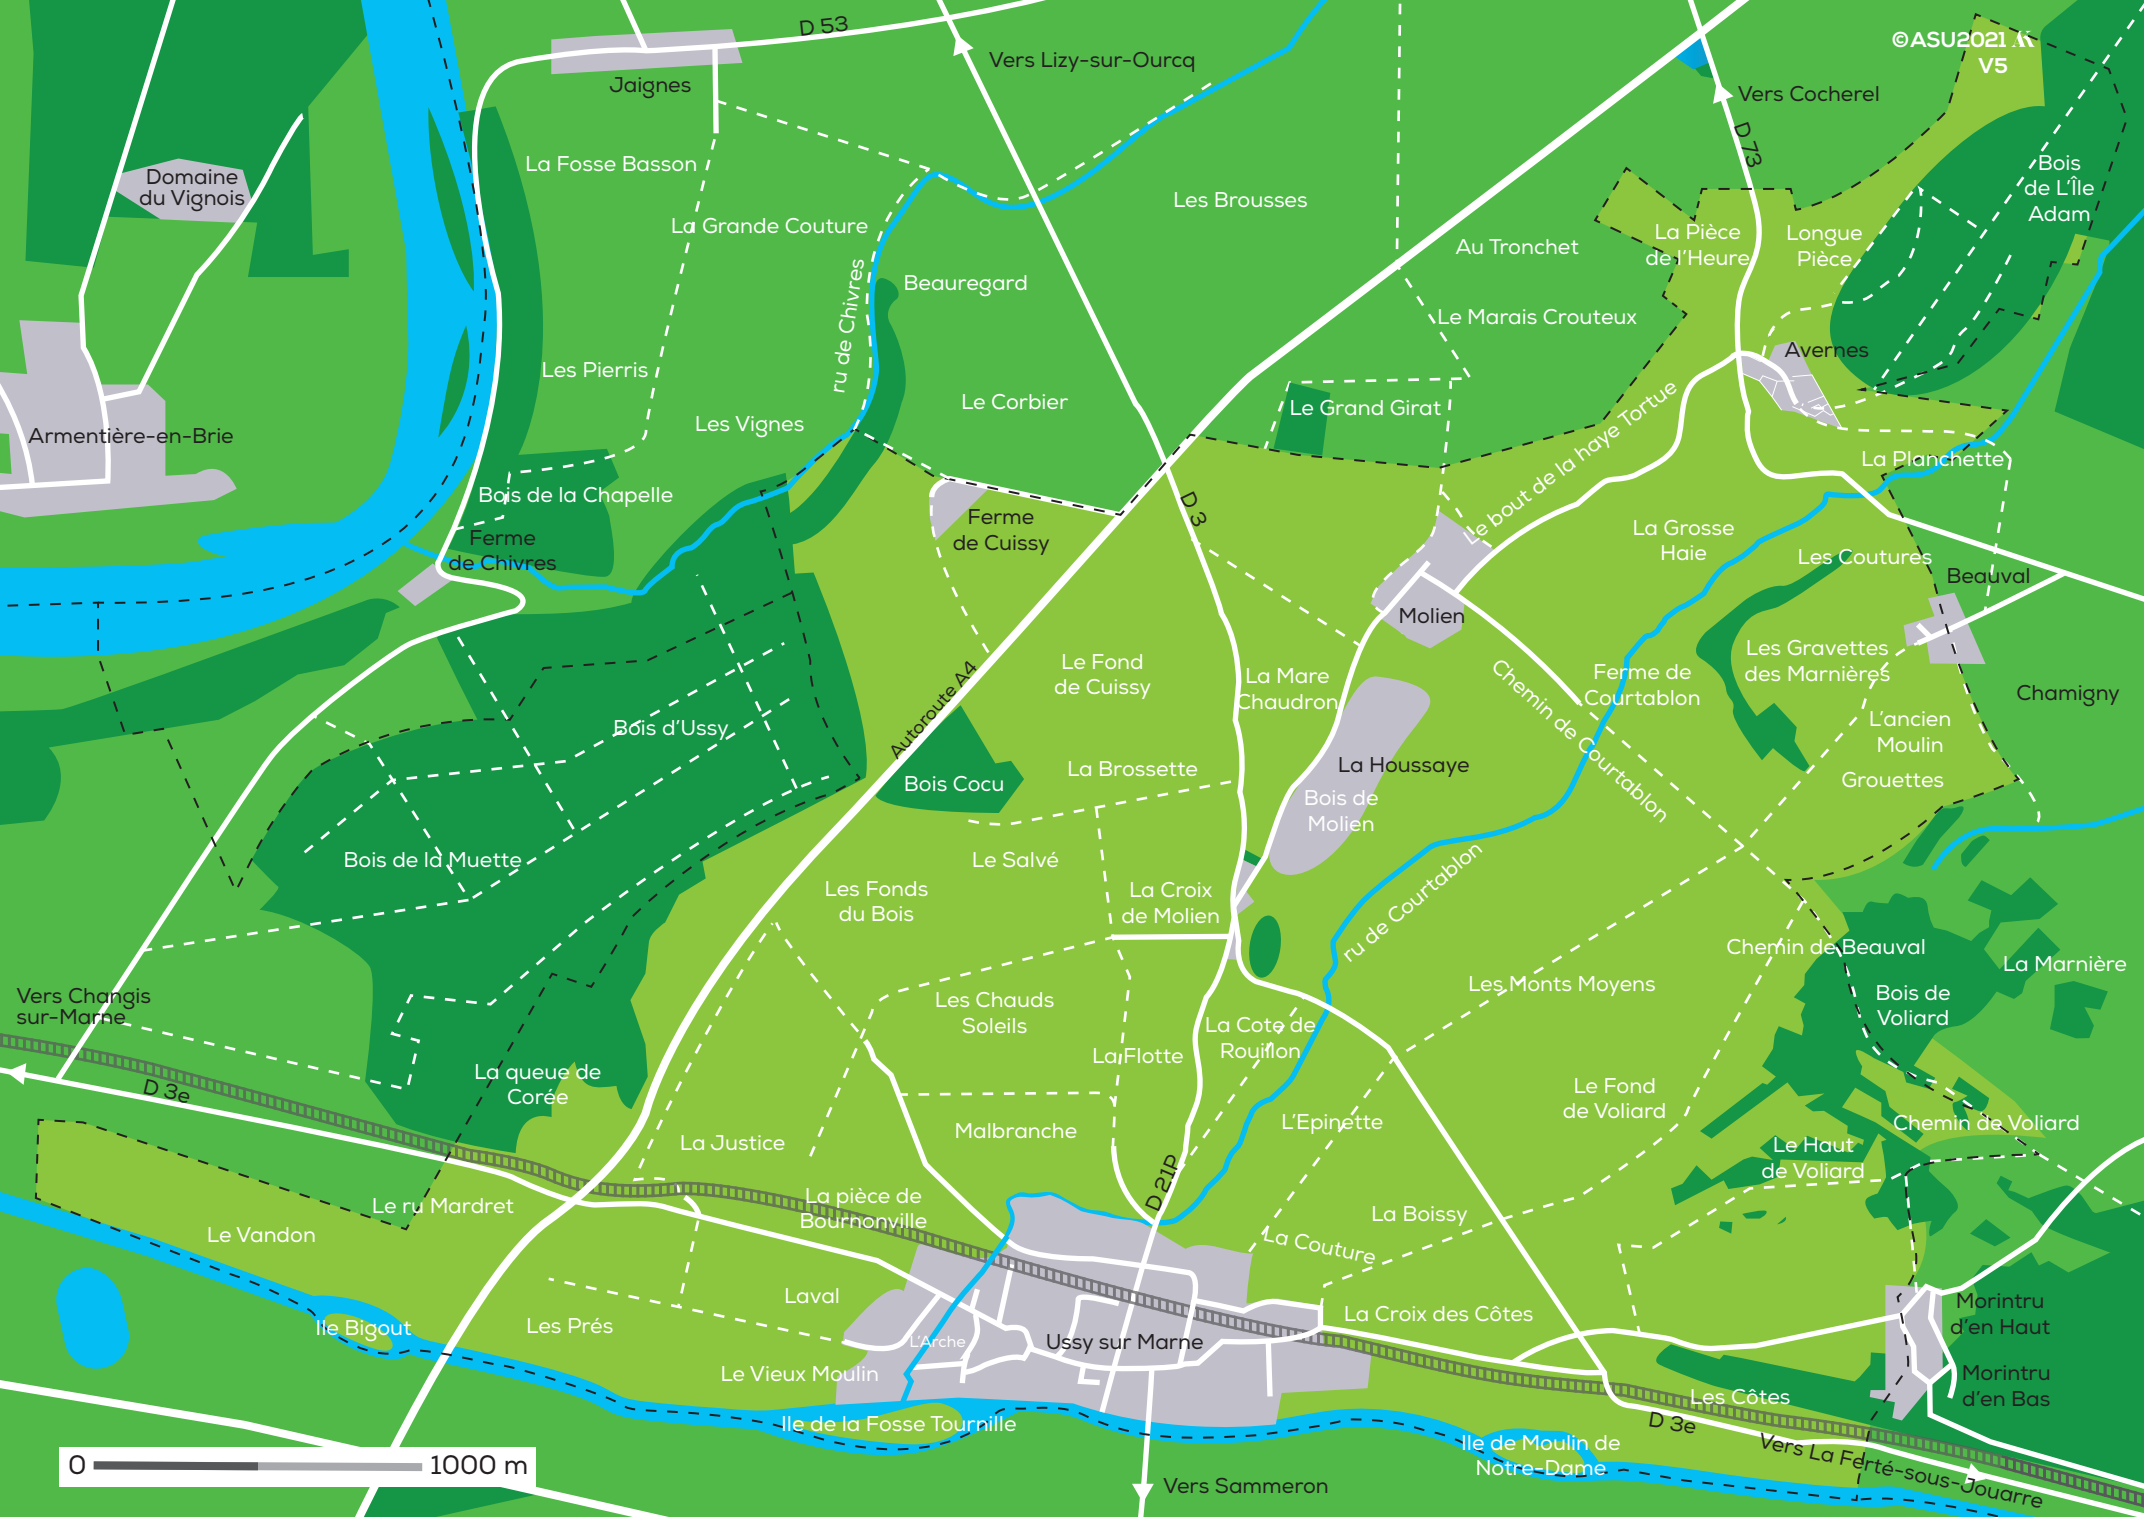 D 53
©ASU2021
V5
Vers Lizy-sur-Ourcq
Jaignes
Vers Cocherel
D 73
La Fosse Basson
Domaine
du Vignois
Bois
de L'Île
Adam
Les Brousses
La Grande Couture
Au Tronchet
La Pièce
de l'Heure
Longue
Pièce
ru de Chivres
Beauregard
Le Marais Crouteux
Avernes
Les Pierris
Le Corbier
Le Grand Girat
Le bout de la haye Tortue
Les Vignes
Armentière-en-Brie
La Planchette
Bois de la Chapelle
D 3
Ferme
de Cuissy
La Grosse
Haie
Ferme
de Chivres
Les Coutures
Beauval
Molien
Les Gravettes
des Marnières
Le Fond
de Cuissy
La Mare
Chaudron
Chemin de Courtablon
Ferme de
Courtablon
Chamigny
Autoroute A4
Bois d'Ussy
L'ancien
Moulin
La Brossette
La Houssaye
Grouettes
Bois Cocu
Bois de
Molien
Bois de la Muette
Le Salvé
Les Fonds
du Bois
La Croix
de Molien
ru de Courtablon
Chemin de Beauval
La Marnière
Les Monts Moyens
Vers Changis
sur-Marne
Les Chauds
Soleils
Bois de
Voliard
La Cote de
Rouillon
La Flotte
La queue de
Corée
D 3e
Le Fond
de Voliard
L'Epinette
Chemin de Voliard
Malbranche
La Justice
Le Haut
de Voliard
D 21P
Le ru Mardret
La pièce de
Bournonville
La Boissy
Le Vandon
La Couture
Laval
Morintru
d'en Haut
La Croix des Côtes
Ile Bigout
Les Prés
L'Arche
Ussy sur Marne
Le Vieux Moulin
Morintru
d'en Bas
Les Côtes
Ile de la Fosse Tournille
D 3e
Ile de Moulin de
Notre-Dame
Vers La Ferté-sous-Jouarre
0
1000 m
Vers Sammeron